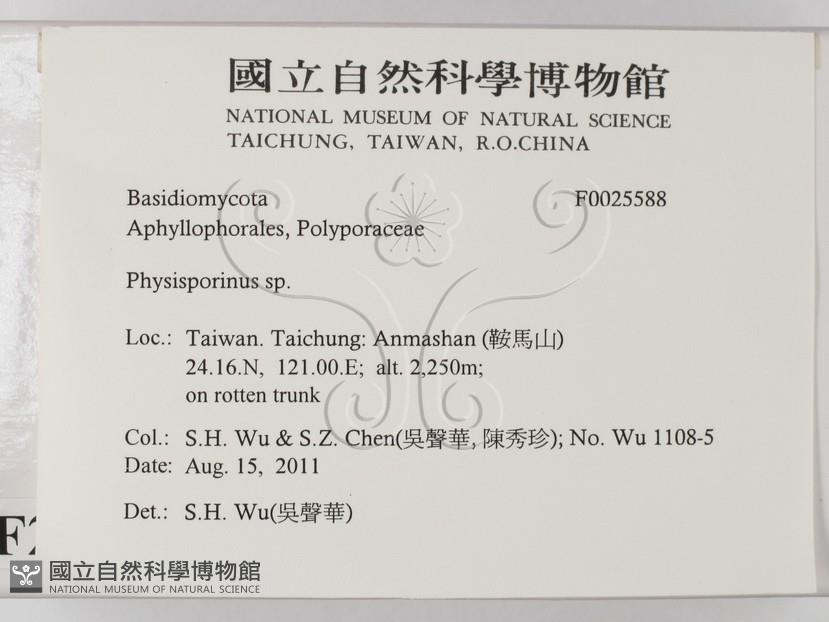 國立自然科學博物館
NATIONAL MUSEUM OF NATURAL SCIENCE
TAICHUNG, TAIWAN, R.O.CHINA
Basidiomycota F0025588
Aphyllophorales, Polyporaceae
Physisporinus sp.
Loc.: Taiwan. Taichung: Anmashan (鞍馬山)
24.16.N, 121.00.E; alt. 2,250m;
on rotten trunk
Col.: S.H. Wu & S.Z. Chen(吳聲華, 陳秀珍); No. Wu 1108-5
Date: Aug. 15, 2011
Det.: S.H. Wu(吳聲華)
國立自然科學博物館
NATIONAL MUSEUM OF NATURAL SCIENCE